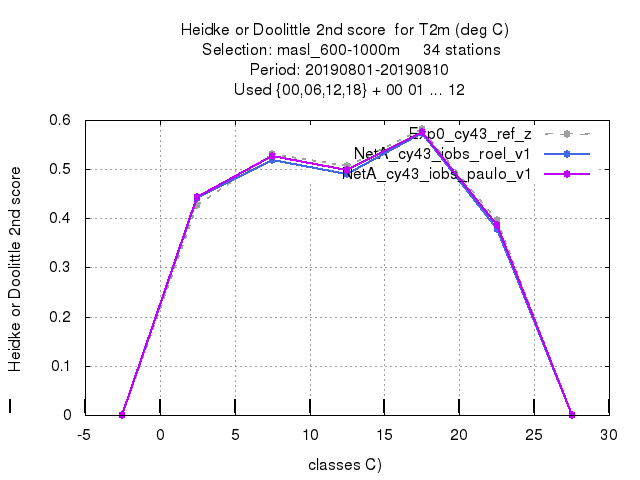 Heidke or Doolittle 2nd score  for T2m (deg C)
Selection: masl_600-1000m     34 stations
Period: 20190801-20190810
Used {00,06,12,18} + 00 01 ... 12
Exp0_cy43_ref_z
NetA_cy43_iobs_roel_v1
NetA_cy43_iobs_paulo_v1
Heidke or Doolittle 2nd score
0.6
0.5
0.4
0.3
0.2
0.1
0
-5 0 5 10 15 20 25 30
classes C)